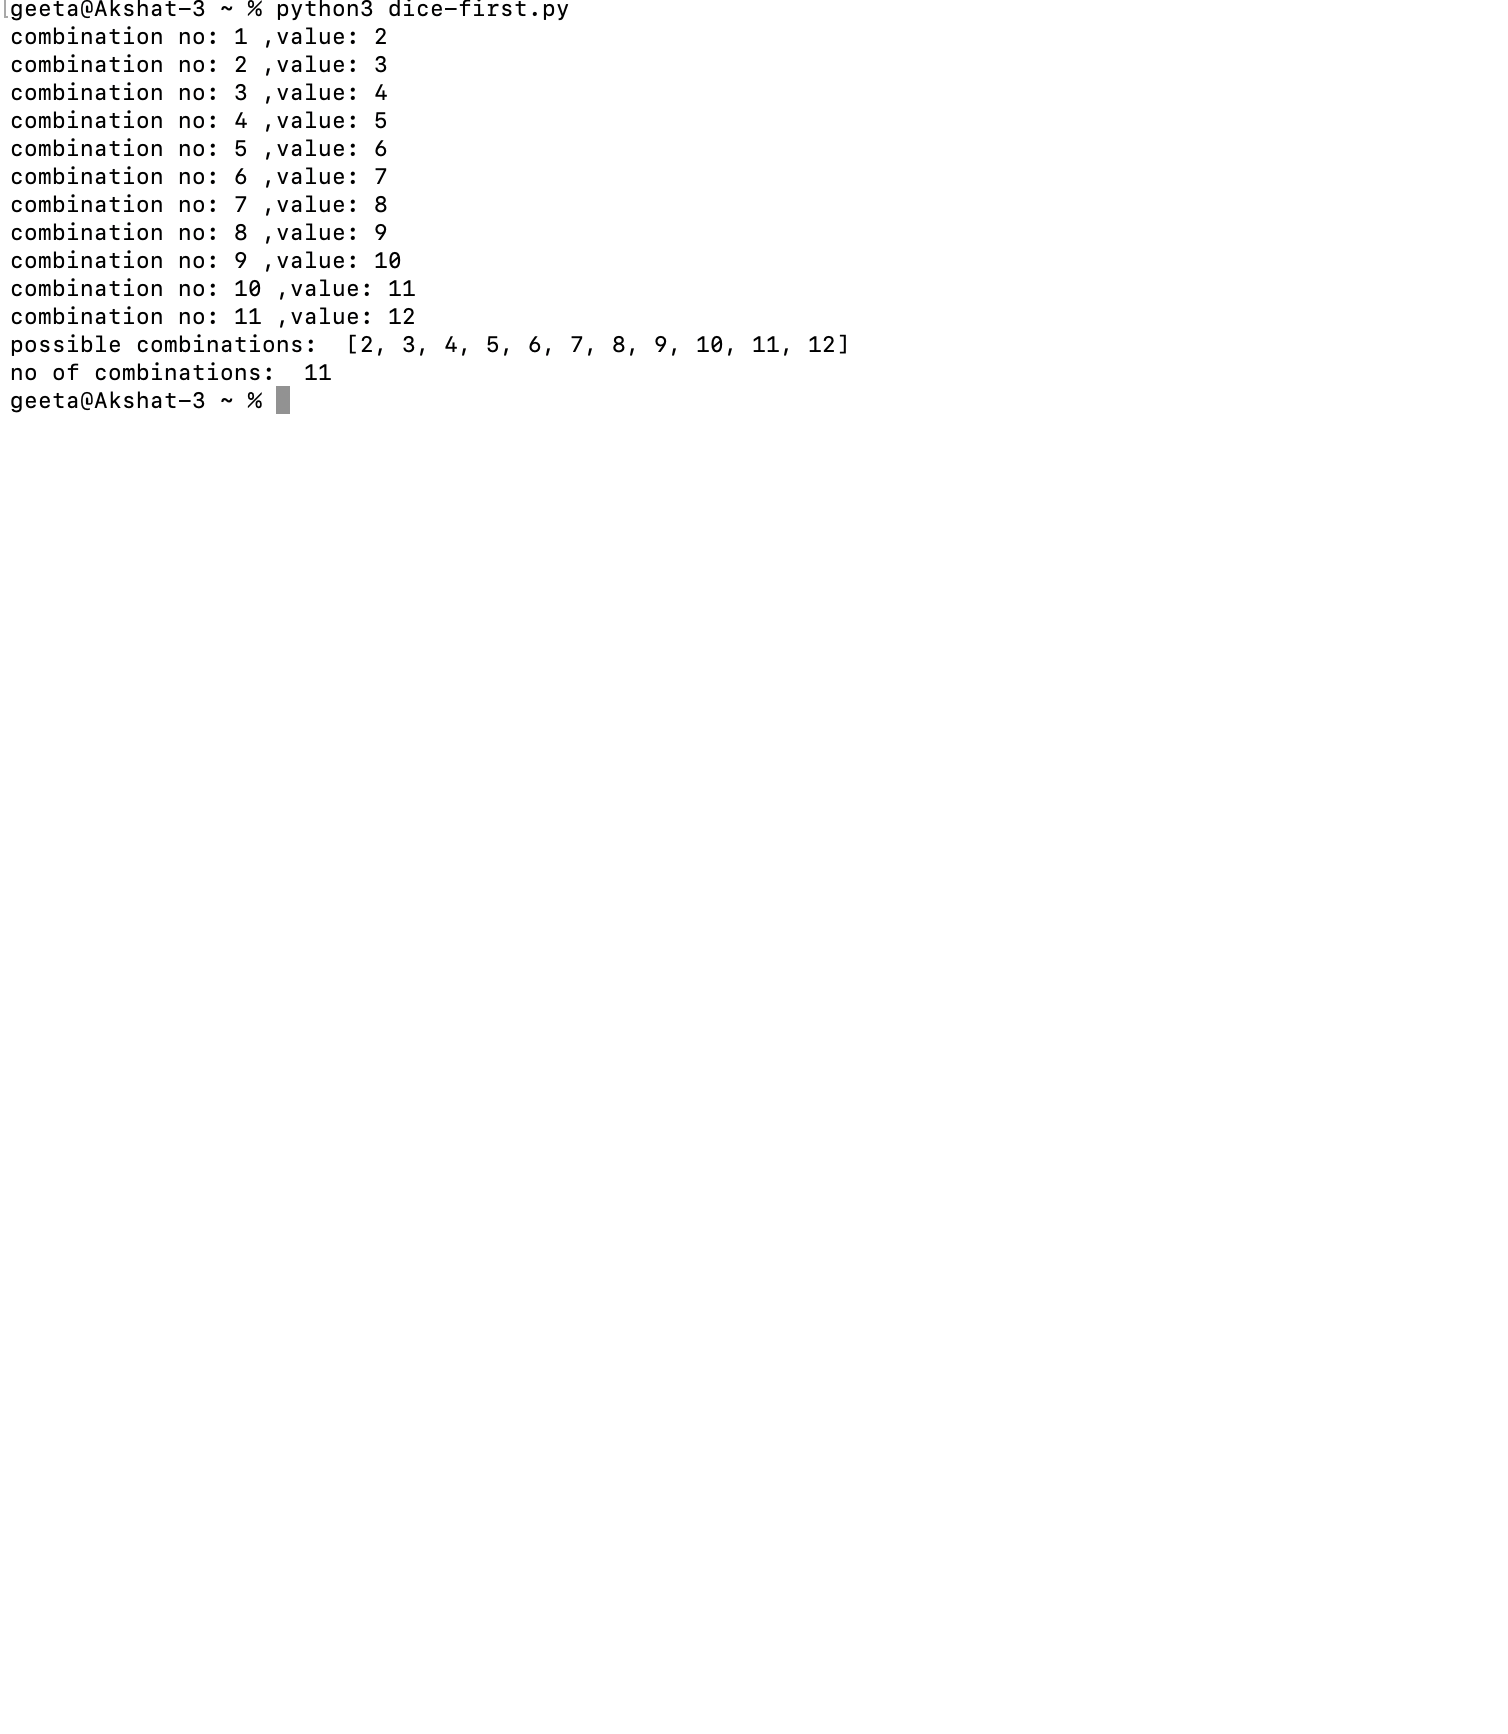 geeta@Akshat-3 ~ % python3 dice-first.py
combination no: 1 ,value: 2
combination no: 2 ,value: 3
combination no: 3 ,value: 4
combination no: 4 ,value: 5
combination no: 5 ,value: 6
combination no: 6 ,value: 7
combination no: 7 ,value: 8
combination no: 8 ,value: 9
combination no: 9 ,value: 10
combination no: 10 ,value: 11
combination no: 11 ,value: 12
possible combinations:  [2, 3, 4, 5, 6, 7, 8, 9, 10, 11, 12]
no of combinations:  11
geeta@Akshat-3 ~ %